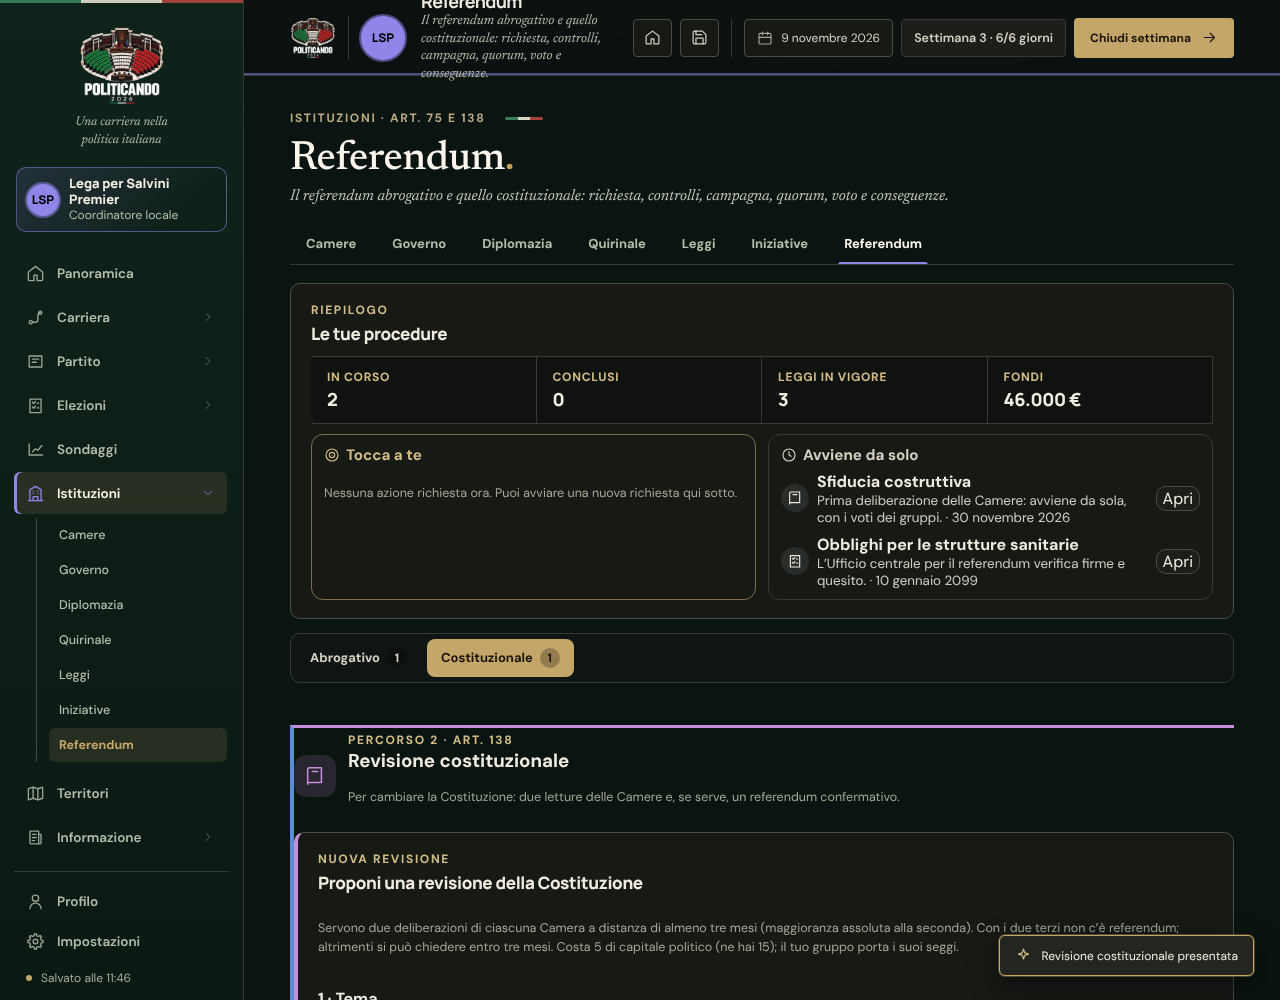 POLITICANDO
2026
Una carriera nella
politica italiana
LSP
Lega per Salvini
Premier
Coordinatore locale
Panoramica
Carriera
Partito
Elezioni
Sondaggi
Istituzioni
Camere
Governo
Diplomazia
Quirinale
Leggi
Iniziative
Referendum
Territori
Informazione
Profilo
Impostazioni
Salvato alle 11:46
POLITICANDO
LSP
Referendum
Il referendum abrogativo e quello
costituzionale: richiesta, controlli,
campagna, quorum, voto e
conseguenze.
9 novembre 2026
Settimana 3 · 6/6 giorni
Chiudi settimana
ISTITUZIONI · ART. 75 E 138
Referendum.
Il referendum abrogativo e quello costituzionale: richiesta, controlli, campagna, quorum, voto e conseguenze.
Camere Governo Diplomazia Quirinale Leggi Iniziative Referendum
RIEPILOGO
Le tue procedure
IN CORSO
2
CONCLUSI
0
LEGGI IN VIGORE
3
FONDI
46.000 €
Tocca a te
Nessuna azione richiesta ora. Puoi avviare una nuova richiesta qui sotto.
Avviene da solo
Sfiducia costruttiva
Prima deliberazione delle Camere: avviene da sola,
con i voti dei gruppi. · 30 novembre 2026
Apri
Obblighi per le strutture sanitarie
L'Ufficio centrale per il referendum verifica firme e
quesito. · 10 gennaio 2099
Apri
Abrogativo 1
Costituzionale 1
PERCORSO 2 · ART. 138
Revisione costituzionale
Per cambiare la Costituzione: due letture delle Camere e, se serve, un referendum confermativo.
NUOVA REVISIONE
Proponi una revisione della Costituzione
Servono due deliberazioni di ciascuna Camera a distanza di almeno tre mesi (maggioranza assoluta alla seconda). Con i due terzi non c'è referendum;
altrimenti si può chiedere entro tre mesi. Costa 5 di capitale politico (ne hai 15); il tuo gruppo porta i suoi seggi.
1 · Tema
Revisione costituzionale presentata